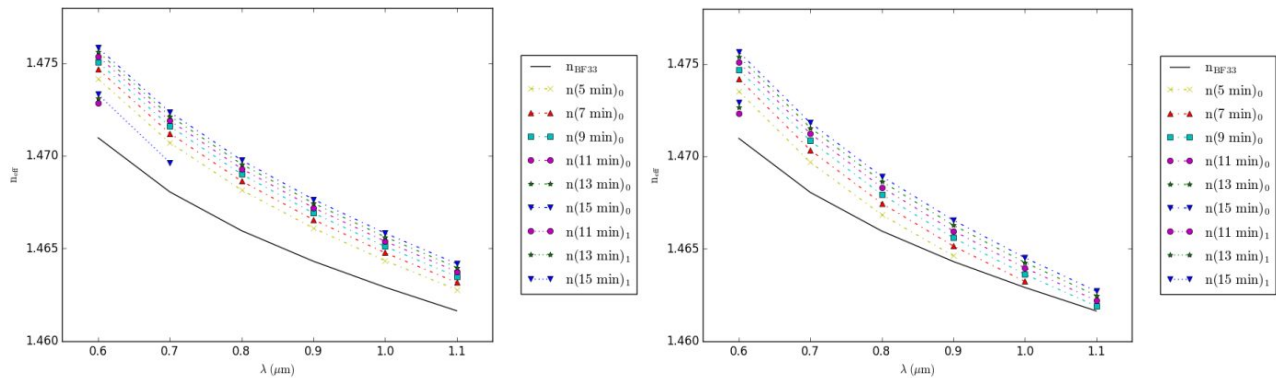 1.475
1.470
1.465
1.460
n_eff
0.6 0.7 0.8 0.9 1.0 1.1
λ (μm)
n_BF33
n(5 min)_0
n(7 min)_0
n(9 min)_0
n(11 min)_0
n(13 min)_0
n(15 min)_0
n(11 min)_1
n(13 min)_1
n(15 min)_1
1.475
1.470
1.465
1.460
n_eff
0.6 0.7 0.8 0.9 1.0 1.1
λ (μm)
n_BF33
n(5 min)_0
n(7 min)_0
n(9 min)_0
n(11 min)_0
n(13 min)_0
n(15 min)_0
n(11 min)_1
n(13 min)_1
n(15 min)_1